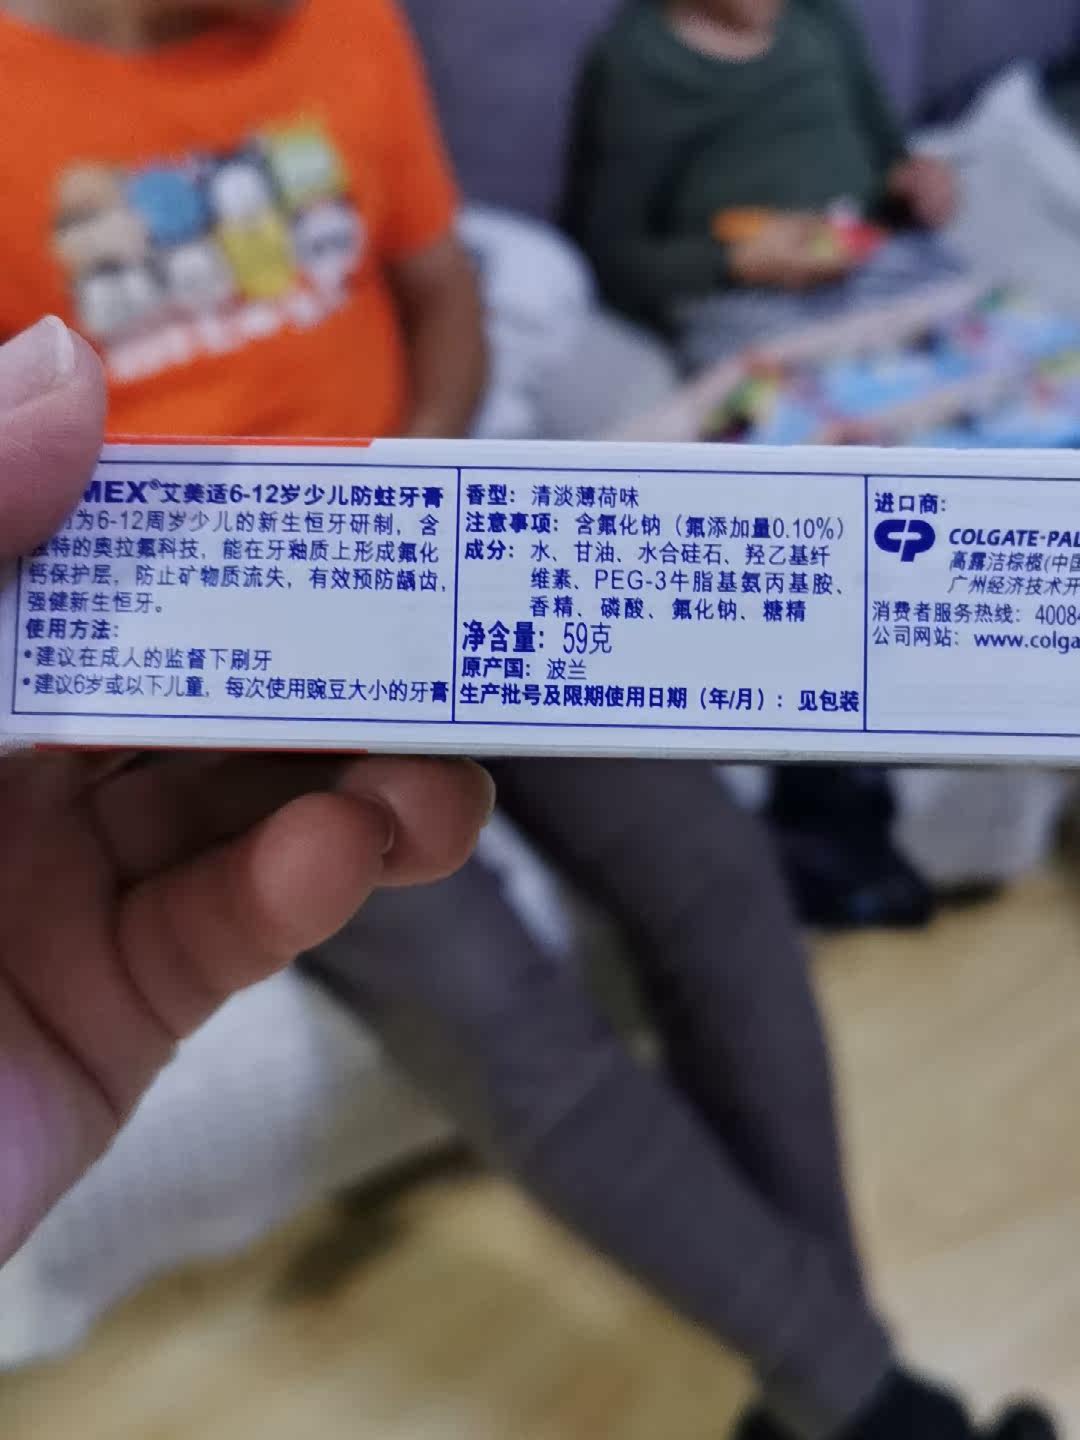 MEX®艾美适6-12岁少儿防蛀牙膏
为6-12周岁少儿的新生恒牙研制，含
独特的奥拉氟科技，能在牙釉质上形成氟化
钙保护层，防止矿物质流失，有效预防龋齿，
强健新生恒牙。
使用方法：
•建议在成人的监督下刷牙
•建议6岁或以下儿童，每次使用豌豆大小的牙膏
香型：清淡薄荷味
注意事项：含氟化钠（氟添加量0.10%）
成分：水、甘油、水合硅石、羟乙基纤
维素、PEG-3牛脂基氨丙基胺、
香精、磷酸、氟化钠、糖精
净含量：59克
原产国：波兰
生产批号及限期使用日期（年/月）：见包装
进口商：
CP COLGATE-PAL
高露洁棕榄(中国
广州经济技术开
消费者服务热线：40084
公司网站：www.colga